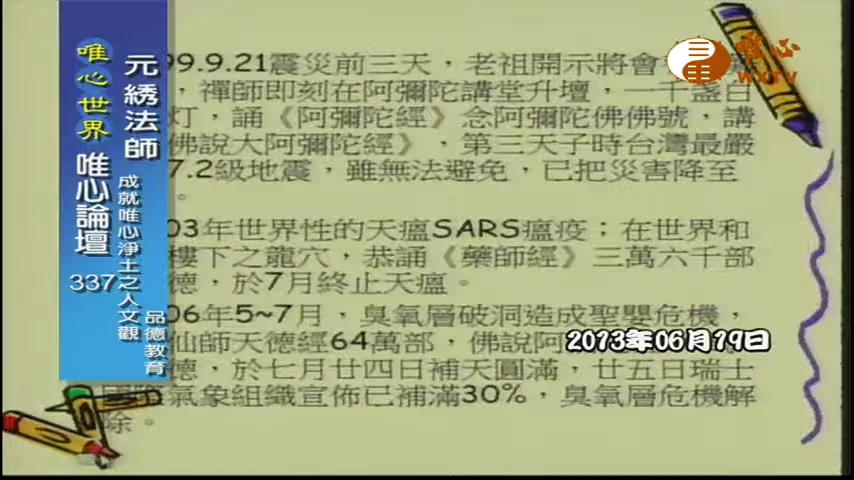 唯心世界
唯心論壇
337
元綉法師
成就唯心淨土之人文觀
品德教育
唯心
wxtv
99.9.21震災前三天，老祖開示將會
，禪師即刻在阿彌陀講堂升壇，一千盞白
灯，誦《阿彌陀經》念阿彌陀佛佛號，講
佛說大阿彌陀經》，第三天子時台灣最嚴
7.2級地震，雖無法避免，已把災害降至
。
03年世界性的天瘟SARS瘟疫；在世界和
樓下之龍穴，恭誦《藥師經》三萬六千部
德，於7月終止天瘟。
06年5~7月，臭氧層破洞造成聖嬰危機，
仙師天德經64萬部，佛說阿
2013年06月19日
德，於七月廿四日補天圓滿，廿五日瑞士
國際氣象組織宣佈已補滿30%，臭氧層危機解
除。